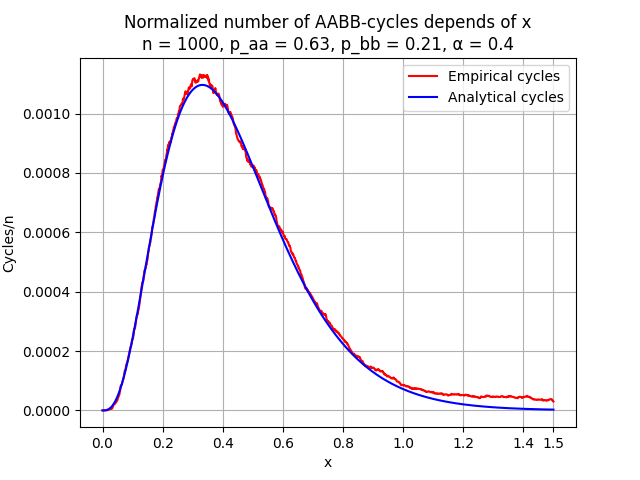 Normalized number of AABB-cycles depends of x
n = 1000, p_aa = 0.63, p_bb = 0.21, α = 0.4
Empirical cycles
Analytical cycles
Cycles/n
0.0010
0.0008
0.0006
0.0004
0.0002
0.0000
0.0 0.2 0.4 0.6 0.8 1.0 1.2 1.4 1.5
x